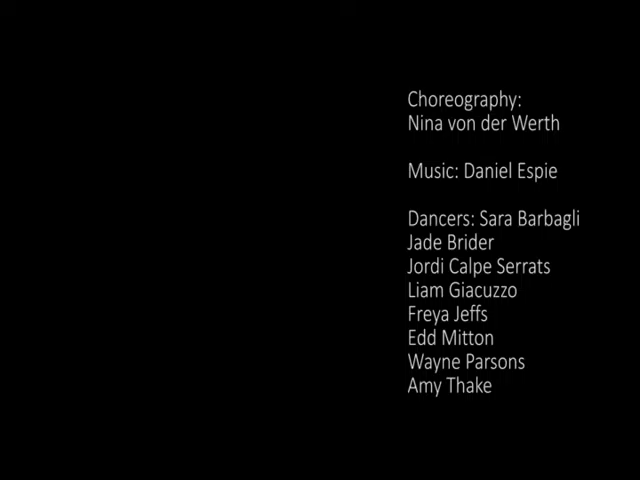 Choreography:
Nina von der Werth
Music: Daniel Espie
Dancers: Sara Barbagli
Jade Brider
Jordi Calpe Serrats
Liam Giacuzzo
Freya Jeffs
Edd Mitton
Wayne Parsons
Amy Thake